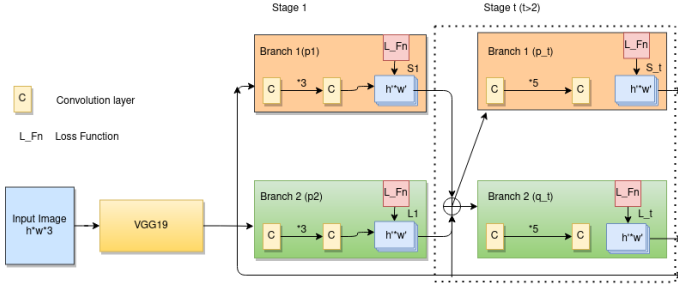 Stage 1
Stage t (t>2)
Branch 1(p1)
L_Fn
S1
C
*3
C
h'*w'
Branch 1 (p_t)
L_Fn
S_t
C
*5
C
h'*w'
C
Convolution layer
L_Fn
Loss Function
Input Image
h*w*3
VGG19
Branch 2 (p2)
L_Fn
L1
C
*3
C
h'*w'
Branch 2 (q_t)
L_Fn
L_t
C
*5
C
h'*w'